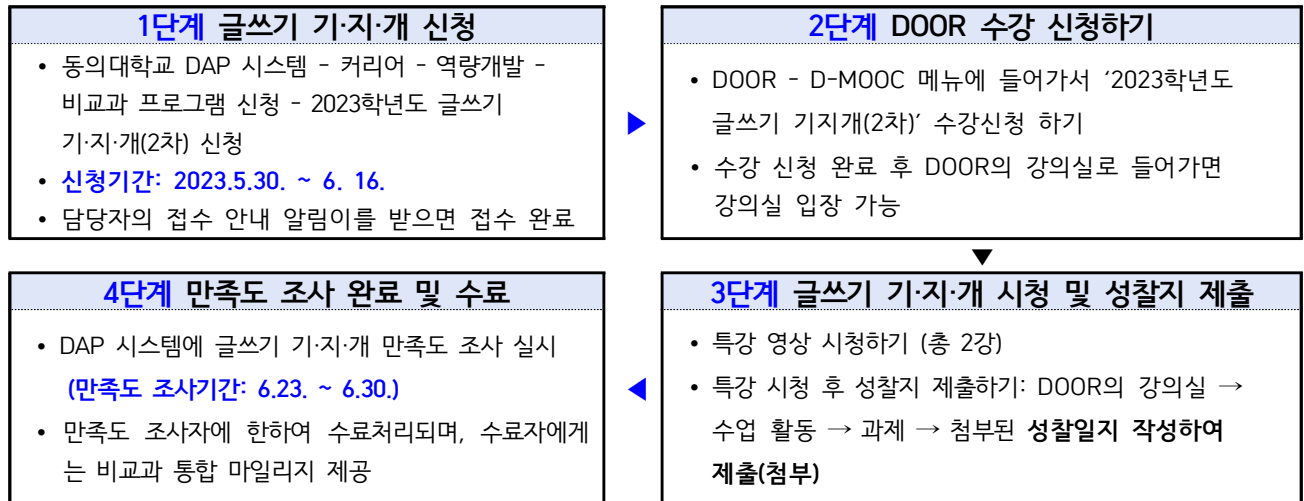 1단계 글쓰기 기·지·개 신청
• 동의대학교 DAP 시스템 - 커리어 - 역량개발 -
비교과 프로그램 신청 - 2023학년도 글쓰기
기·지·개(2차) 신청
• 신청기간: 2023.5.30. ~ 6. 16.
• 담당자의 접수 안내 알림이를 받으면 접수 완료
▶
2단계 DOOR 수강 신청하기
• DOOR - D-MOOC 메뉴에 들어가서 ‘2023학년도
글쓰기 기지개(2차)’ 수강신청 하기
• 수강 신청 완료 후 DOOR의 강의실로 들어가면
강의실 입장 가능
▼
3단계 글쓰기 기·지·개 시청 및 성찰지 제출
• 특강 영상 시청하기 (총 2강)
• 특강 시청 후 성찰지 제출하기: DOOR의 강의실 →
수업 활동 → 과제 → 첨부된 성찰일지 작성하여
제출(첨부)
◀
4단계 만족도 조사 완료 및 수료
• DAP 시스템에 글쓰기 기·지·개 만족도 조사 실시
(만족도 조사기간: 6.23. ~ 6.30.)
• 만족도 조사자에 한하여 수료처리되며, 수료자에게
는 비교과 통합 마일리지 제공